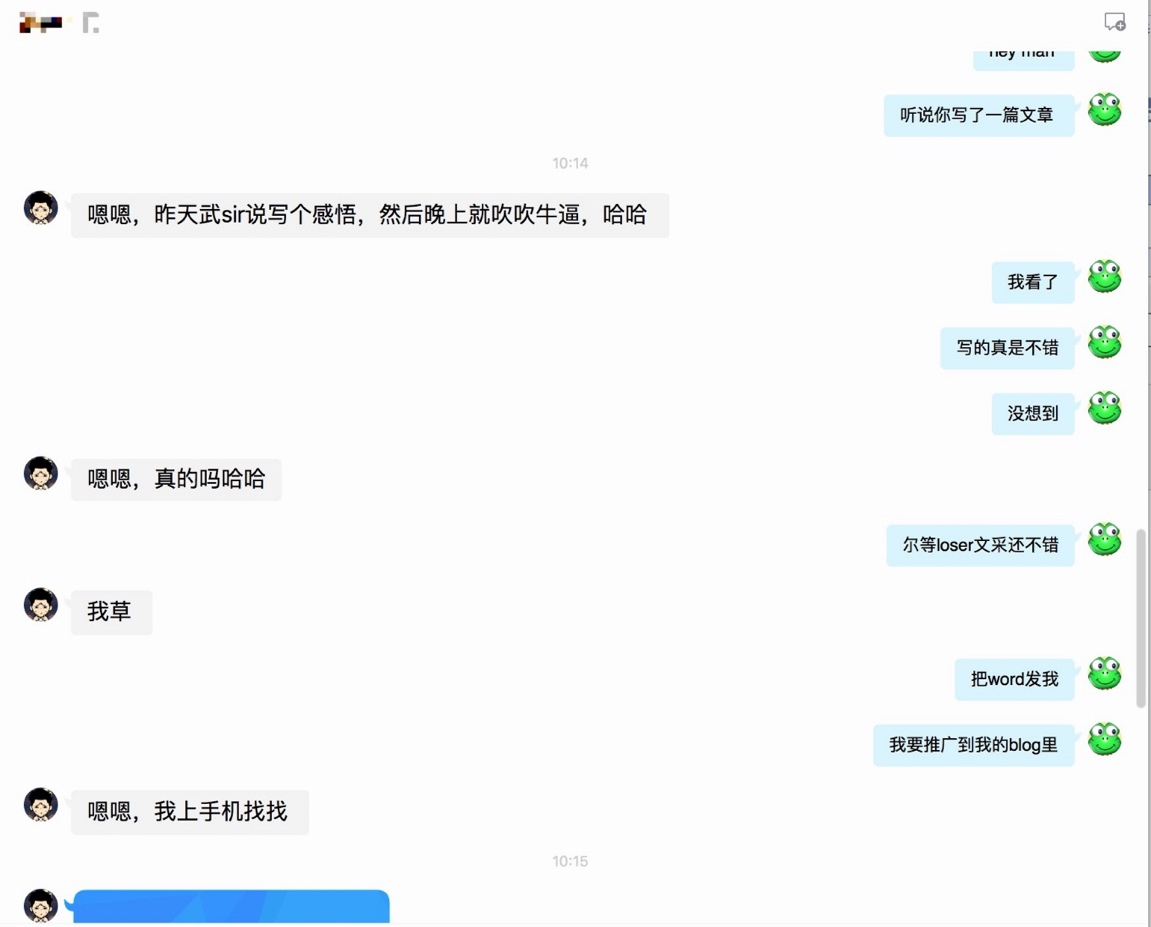 hey man
听说你写了一篇文章
10:14
嗯嗯，昨天武sir说写个感悟，然后晚上就吹吹牛逼，哈哈
我看了
写的真是不错
没想到
嗯嗯，真的吗哈哈
尔等loser文采还不错
我草
把word发我
我要推广到我的blog里
嗯嗯，我上手机找找
10:15